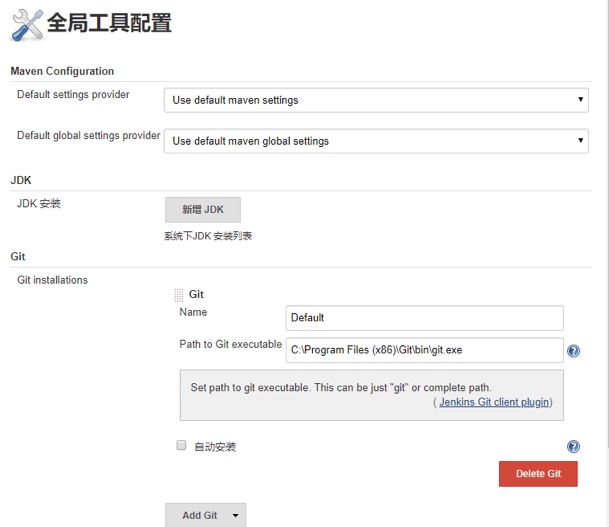 全局工具配置
Maven Configuration
Default settings provider
Use default maven settings
Default global settings provider
Use default maven global settings
JDK
JDK 安装
新增 JDK
系统下JDK 安装列表
Git
Git installations
Git
Name
Default
Path to Git executable
C:\Program Files (x86)\Git\bin\git.exe
Set path to git executable. This can be just "git" or complete path.
( Jenkins Git client plugin)
自动安装
Delete Git
Add Git